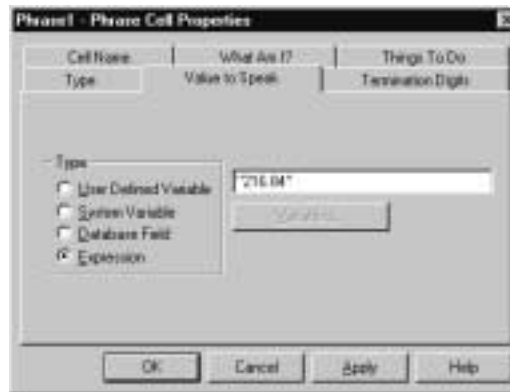 Phrase1 - Phrase Cell Properties
Cell Name What Am I? Things To Do
Type Value to Speak Termination Digits
Type
User Defined Variable
System Variable
Database Field
Expression
"216.84"
Variables...
OK Cancel Apply Help